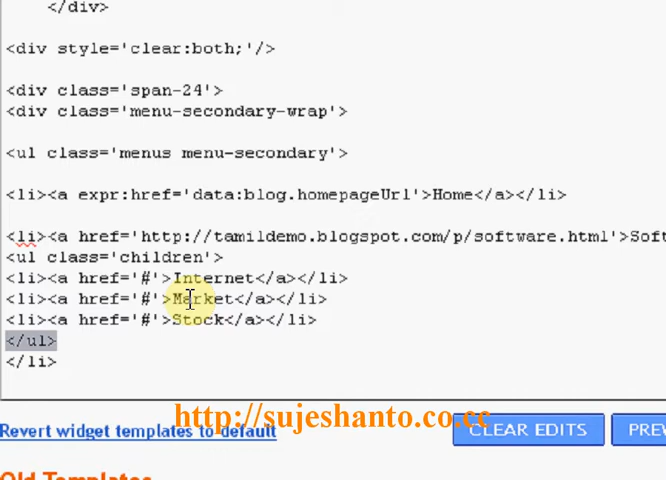 </div>
<div style='clear:both;'/>
<div class='span-24'>
<div class='menu-secondary-wrap'>
<ul class='menus menu-secondary'>
<li><a expr:href='data:blog.homepageUrl'>Home</a></li>
<li><a href='http://tamildemo.blogspot.com/p/software.html'>Soft
<ul class='children'>
<li><a href='#'>Internet</a></li>
<li><a href='#'>Market</a></li>
<li><a href='#'>Stock</a></li>
</ul>
</li>
http://sujeshanto.co.cc
Revert widget templates to default
CLEAR EDITS
PREV
Old Templates